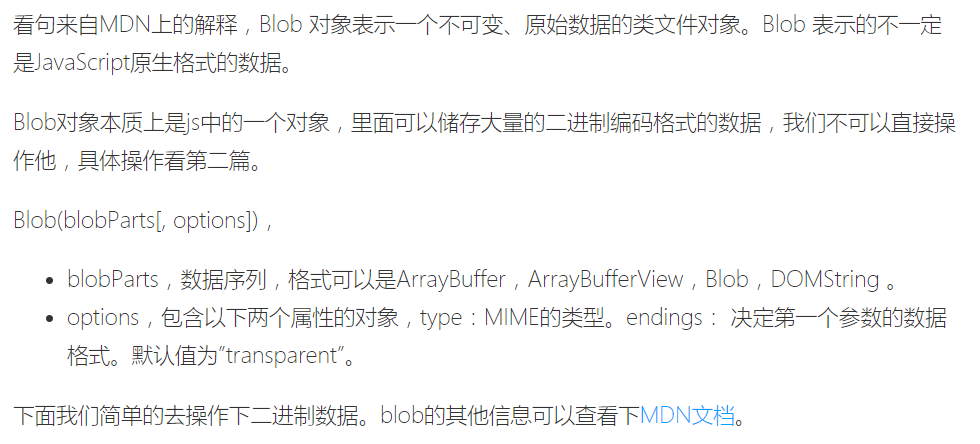 看句来自MDN上的解释，Blob 对象表示一个不可变、原始数据的类文件对象。Blob 表示的不一定
是JavaScript原生格式的数据。
Blob对象本质上是js中的一个对象，里面可以储存大量的二进制编码格式的数据，我们不可以直接操
作他，具体操作看第二篇。
Blob(blobParts[, options])，
• blobParts，数据序列，格式可以是ArrayBuffer，ArrayBufferView，Blob，DOMString 。
• options，包含以下两个属性的对象，type：MIME的类型。endings： 决定第一个参数的数据
格式。默认值为”transparent”。
下面我们简单的去操作下二进制数据。blob的其他信息可以查看下MDN文档。